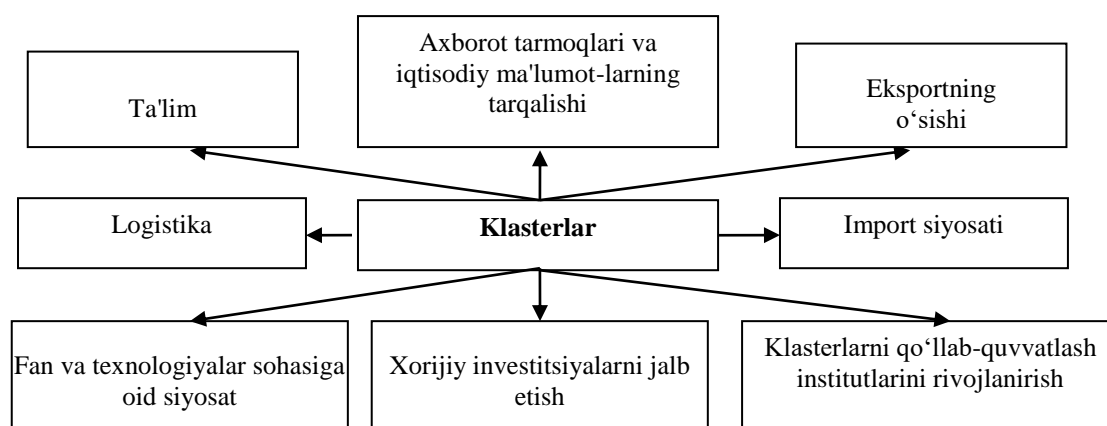 Ta'lim
Axborot tarmoqlari va
iqtisodiy ma'lumot-larning
tarqalishi
Eksportning
o‘sishi
Logistika
Klasterlar
Import siyosati
Fan va texnologiyalar sohasiga
oid siyosat
Xorijiy investitsiyalarni jalb
etish
Klasterlarni qo‘llab-quvvatlash
institutlarini rivojlanirish